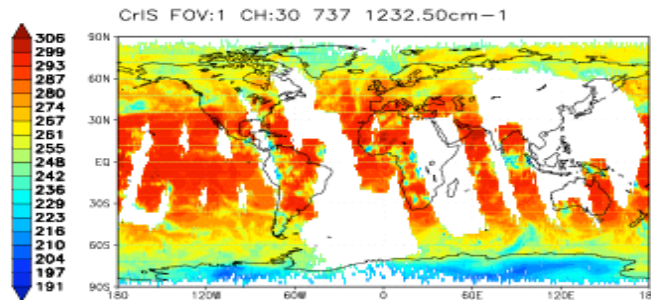 CrIS FOV:1 CH:30 737 1232.50cm-1
306
299
293
287
280
274
267
261
255
248
242
236
229
223
216
210
204
197
191
90N
60N
30N
EQ
30S
60S
90S
180 120W 60W 0 60E 120E 180